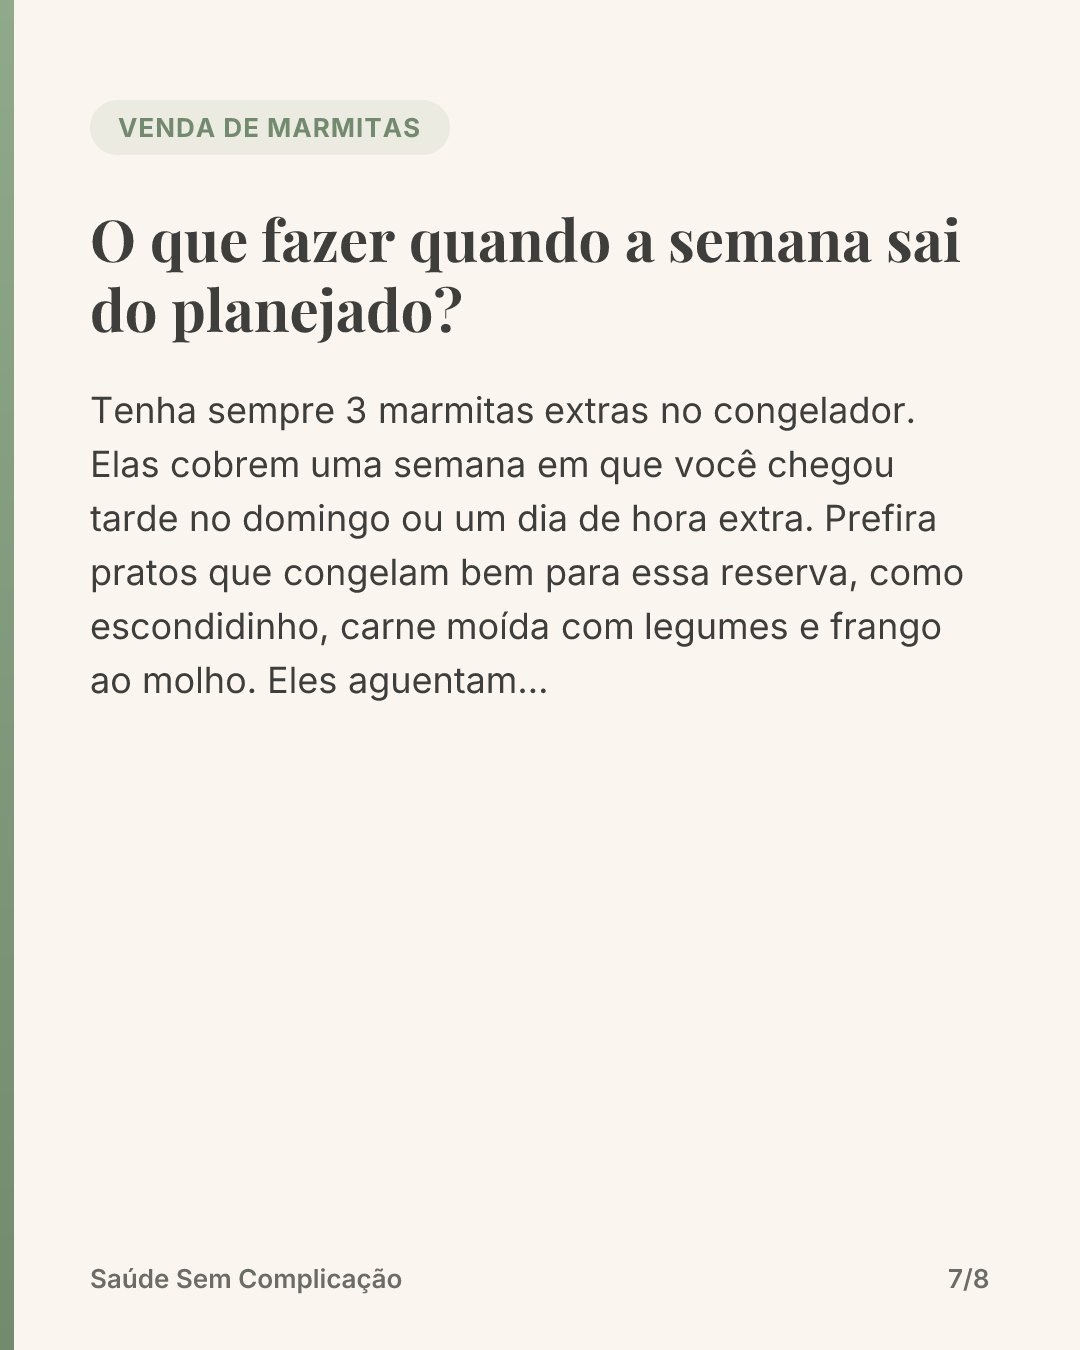 VENDA DE MARMITAS
O que fazer quando a semana sai
do planejado?
Tenha sempre 3 marmitas extras no congelador.
Elas cobrem uma semana em que você chegou
tarde no domingo ou um dia de hora extra. Prefira
pratos que congelam bem para essa reserva, como
escondidinho, carne moída com legumes e frango
ao molho. Eles aguentam...
Saúde Sem Complicação
7/8